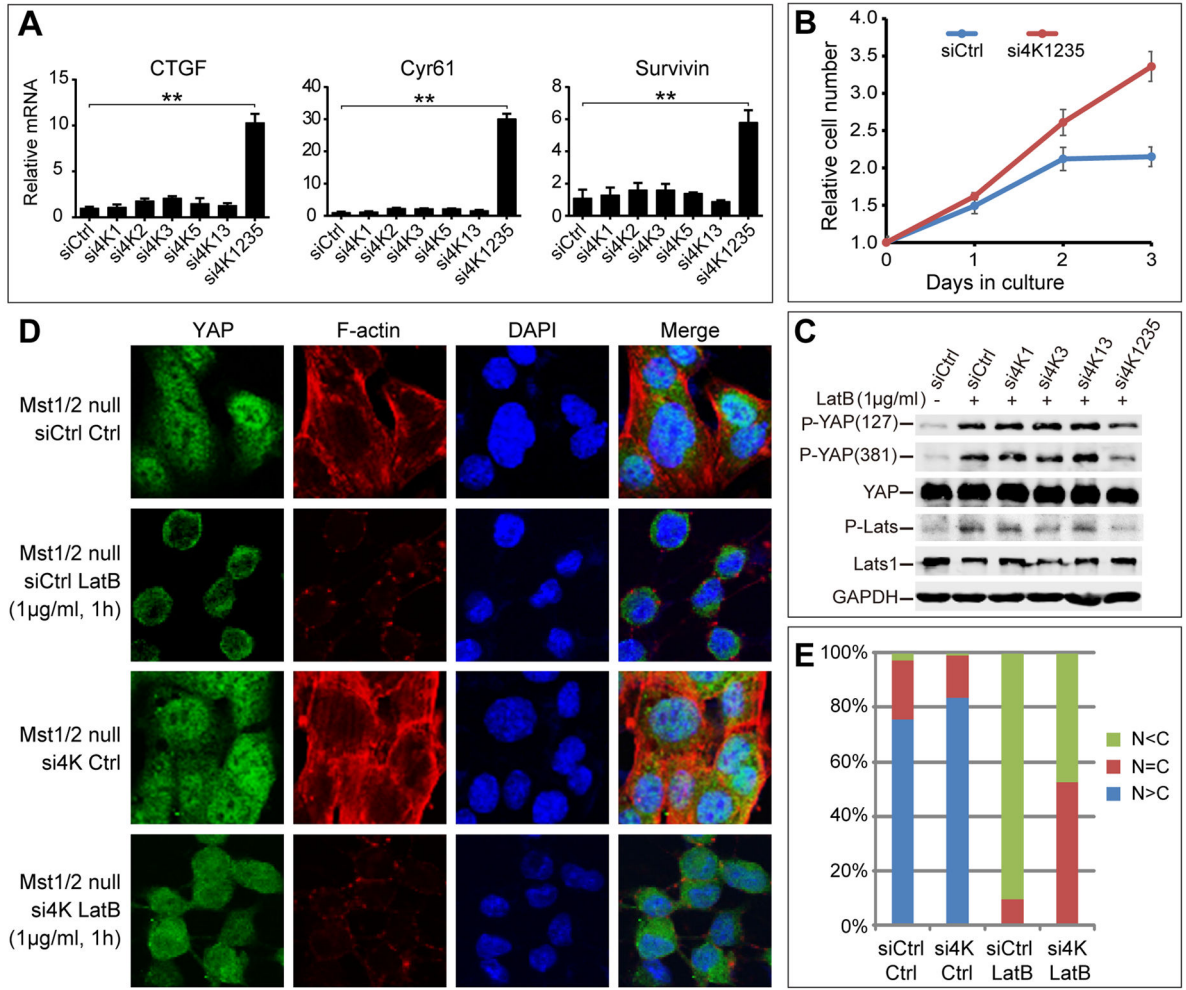 A
CTGF
Cyr61
Survivin
Relative mRNA
15
10
5
0
**
siCtrl
si4K1
si4K2
si4K3
si4K5
si4K13
si4K1235
40
30
20
10
0
**
siCtrl
si4K1
si4K2
si4K3
si4K5
si4K13
si4K1235
8
6
4
2
0
**
siCtrl
si4K1
si4K2
si4K3
si4K5
si4K13
si4K1235
B
siCtrl
si4K1235
Relative cell number
4.0
3.5
3.0
2.5
2.0
1.5
1.0
0
1
2
3
Days in culture
C
siCtrl
siCtrl
si4K1
si4K3
si4K13
si4K1235
LatB (1μg/ml) - + + + + +
P-YAP(127)
P-YAP(381)
YAP
P-Lats
Lats1
GAPDH
D
YAP
F-actin
DAPI
Merge
Mst1/2 null
siCtrl Ctrl
Mst1/2 null
siCtrl LatB
(1μg/ml, 1h)
Mst1/2 null
si4K Ctrl
Mst1/2 null
si4K LatB
(1μg/ml, 1h)
E
100%
80%
60%
40%
20%
0%
siCtrl
Ctrl
si4K
Ctrl
siCtrl
LatB
si4K
LatB
N<C
N=C
N>C